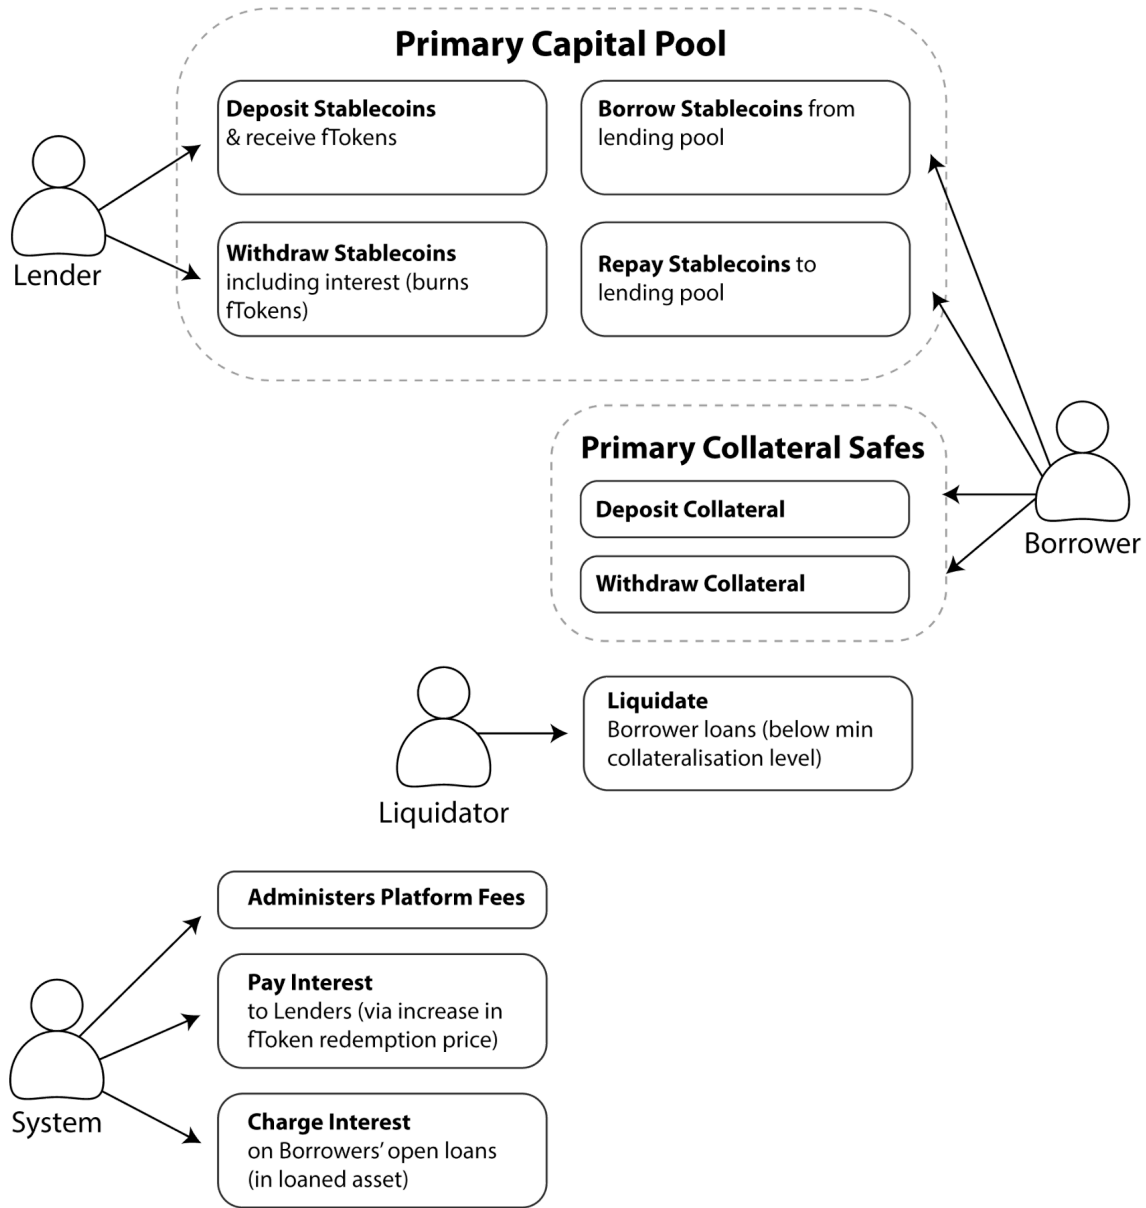 Primary Capital Pool
Deposit Stablecoins
& receive fTokens
Borrow Stablecoins from
lending pool
Lender
Withdraw Stablecoins
including interest (burns
fTokens)
Repay Stablecoins to
lending pool
Primary Collateral Safes
Deposit Collateral
Withdraw Collateral
Borrower
Liquidator
Liquidate
Borrower loans (below min
collateralisation level)
System
Administers Platform Fees
Pay Interest
to Lenders (via increase in
fToken redemption price)
Charge Interest
on Borrowers’ open loans
(in loaned asset)